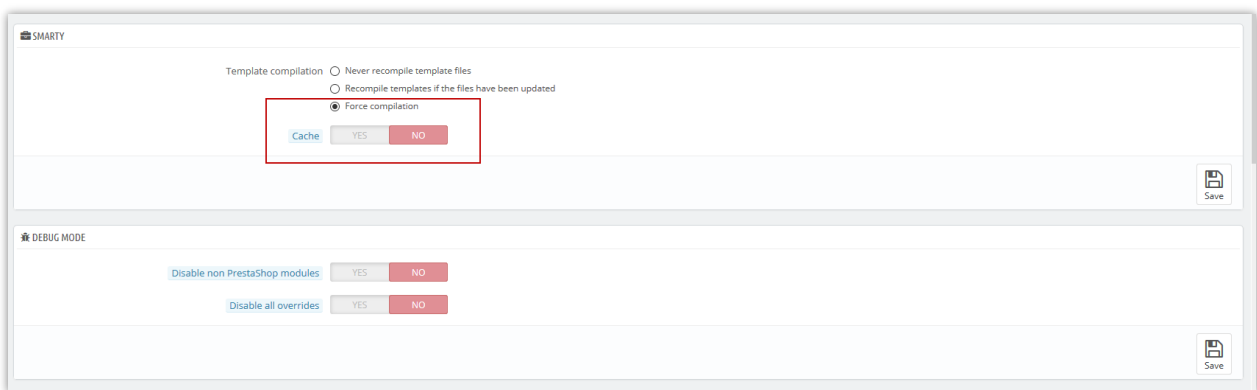 SMARTY
Template compilation Never recompile template files
Recompile templates if the files have been updated
Force compilation
Cache YES NO
Save
DEBUG MODE
Disable non PrestaShop modules YES NO
Disable all overrides YES NO
Save